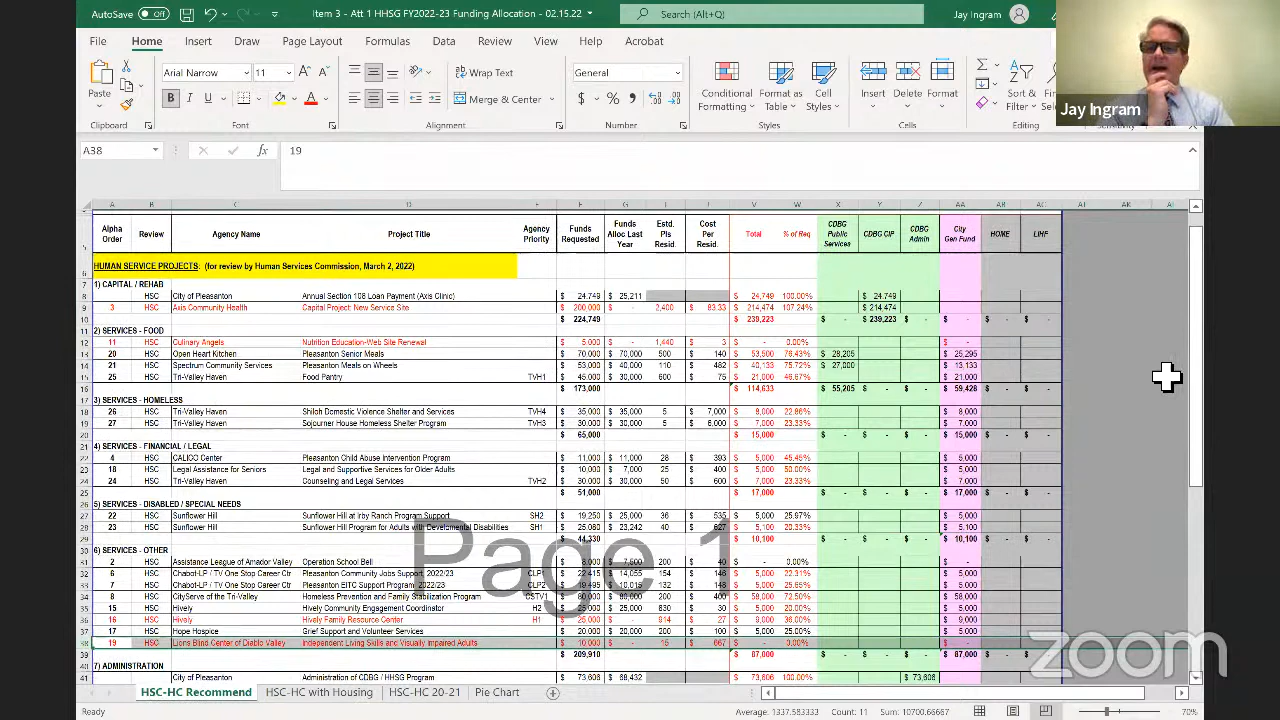 AutoSave Off Item 3 - Att 1 HHSG FY2022-23 Funding Allocation - 02.15.22 Search (Alt+Q) Jay Ingram
File Home Insert Draw Page Layout Formulas Data Review View Help Acrobat
Arial Narrow 11 Wrap Text General
Paste B I U Merge & Center $ % Conditional Formatting Format as Table Cell Styles Insert Delete Format Sort & Filter
Clipboard Font Alignment Number Styles Cells Editing
Jay Ingram
A38 fx 19
Alpha Order Review Agency Name Project Title Agency Priority Funds Requested Funds Alloc Last Year Estd. Pls Resid. Cost Per Resid. Total % of Req CDBG Public Services CDBG CIP CDBG Admin City Gen Fund HOME LIHF
HUMAN SERVICE PROJECTS: (for review by Human Services Commission, March 2, 2022)
1) CAPITAL / REHAB
HSC City of Pleasanton Annual Section 108 Loan Payment (Axis Clinic) $ 24,749 $ 25,211 $ 24,749 100.00% $ 24,749
3 HSC Axis Community Health Capital Project: New Service Site $ 200,000 $ - 2,400 $ 83.33 $ 214,474 107.24% $ 214,474
$ 224,749 $ 239,223 $ - $ 239,223 $ - $ - $ - $ -
2) SERVICES - FOOD
11 HSC Culinary Angels Nutrition Education-Web Site Renewal $ 5,000 $ - 1,440 $ 3 $ - 0.00% $ -
20 HSC Open Heart Kitchen Pleasanton Senior Meals $ 70,000 $ 70,000 500 $ 140 $ 53,500 76.43% $ 28,205 $ 25,295
21 HSC Spectrum Community Services Pleasanton Meals on Wheels $ 53,000 $ 40,000 110 $ 482 $ 40,133 75.72% $ 27,000 $ 13,133
25 HSC Tri-Valley Haven Food Pantry TVH1 $ 45,000 $ 30,000 600 $ 75 $ 21,000 46.67% $ 21,000
$ 173,000 $ 114,633 $ 55,205 $ - $ - $ 59,428 $ - $ -
3) SERVICES - HOMELESS
26 HSC Tri-Valley Haven Shiloh Domestic Violence Shelter and Services TVH4 $ 35,000 $ 35,000 5 $ 7,000 $ 8,000 22.86% $ 8,000
27 HSC Tri-Valley Haven Sojourner House Homeless Shelter Program TVH3 $ 30,000 $ 30,000 5 $ 6,000 $ 7,000 23.33% $ 7,000
$ 65,000 $ 15,000 $ - $ - $ - $ 15,000 $ - $ -
4) SERVICES - FINANCIAL / LEGAL
4 HSC CALICO Center Pleasanton Child Abuse Intervention Program $ 11,000 $ 11,000 28 $ 393 $ 5,000 45.45% $ 5,000
18 HSC Legal Assistance for Seniors Legal and Supportive Services for Older Adults $ 10,000 $ 7,000 25 $ 400 $ 5,000 50.00% $ 5,000
24 HSC Tri-Valley Haven Counseling and Legal Services TVH2 $ 30,000 $ 30,000 50 $ 600 $ 7,000 23.33% $ 7,000
$ 51,000 $ 17,000 $ - $ - $ - $ 17,000 $ - $ -
5) SERVICES - DISABLED / SPECIAL NEEDS
22 HSC Sunflower Hill Sunflower Hill at Irby Ranch Program Support SH2 $ 19,250 $ 25,000 36 $ 535 $ 5,000 25.97% $ 5,000
23 HSC Sunflower Hill Sunflower Hill Program for Adults with Developmental Disabilities SH1 $ 25,080 $ 23,242 40 $ 627 $ 5,100 20.33% $ 5,100
$ 44,330 $ 10,100 $ - $ - $ - $ 10,100 $ - $ -
6) SERVICES - OTHER
2 HSC Assistance League of Amador Valley Operation School Bell $ 8,000 $ 7,500 200 $ 40 $ - 0.00% $ -
6 HSC Chabot-LP / TV One Stop Career Ctr Pleasanton Community Jobs Support: 2022/23 CLP1 $ 22,415 $ 14,055 154 $ 146 $ 5,000 22.31% $ 5,000
7 HSC Chabot-LP / TV One Stop Career Ctr Pleasanton EITC Support Program: 2022/23 CLP2 $ 19,495 $ 10,015 132 $ 148 $ 5,000 25.65% $ 5,000
8 HSC CityServe of the Tri-Valley Homeless Prevention and Family Stabilization Program CSTV1 $ 80,000 $ 80,000 200 $ 400 $ 58,000 72.50% $ 58,000
15 HSC Hively Hively Community Engagement Coordinator H2 $ 25,000 $ 25,000 830 $ 30 $ 5,000 20.00% $ 5,000
16 HSC Hively Hively Family Resource Center H1 $ 25,000 $ - 914 $ 27 $ 9,000 36.00% $ 9,000
17 HSC Hope Hospice Grief Support and Volunteer Services $ 20,000 $ 20,000 200 $ 100 $ 5,000 25.00% $ 5,000
19 HSC Lions Blind Center of Diablo Valley Independent Living Skills and Visually Impaired Adults $ 10,000 $ - 15 $ 667 $ - 0.00% $ -
$ 209,910 $ 87,000 $ - $ - $ - $ 87,000 $ - $ -
7) ADMINISTRATION
City of Pleasanton Administration of CDBG / HHSG Program $ 73,606 $ 68,432 $ 73,606 100.00% $ 73,606
Page 1
zoom
HSC-HC Recommend HSC-HC with Housing HSC-HC 20-21 Pie Chart
Ready Average: 1337.583333 Count: 11 Sum: 10700.66667 70%